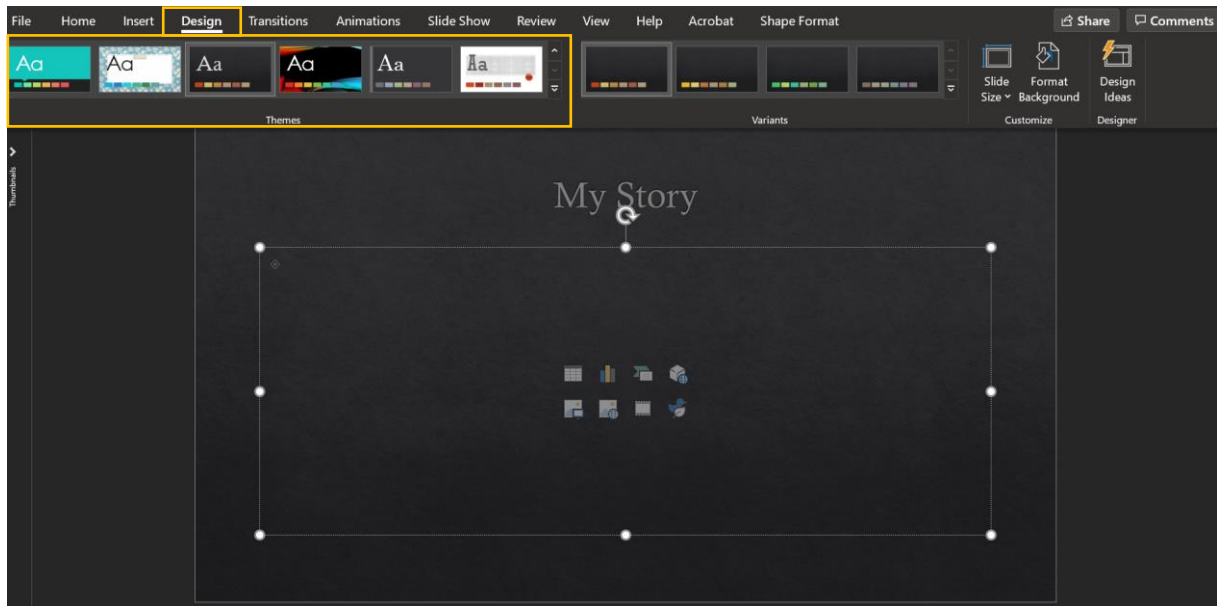 File Home Insert Design Transitions Animations Slide Show Review View Help Acrobat Shape Format Share Comments
Aa Aa Aa Aa Aa Aa
Slide Size Format Background Design Ideas
Themes Variants Customize Designer
Thumbnails
My Story